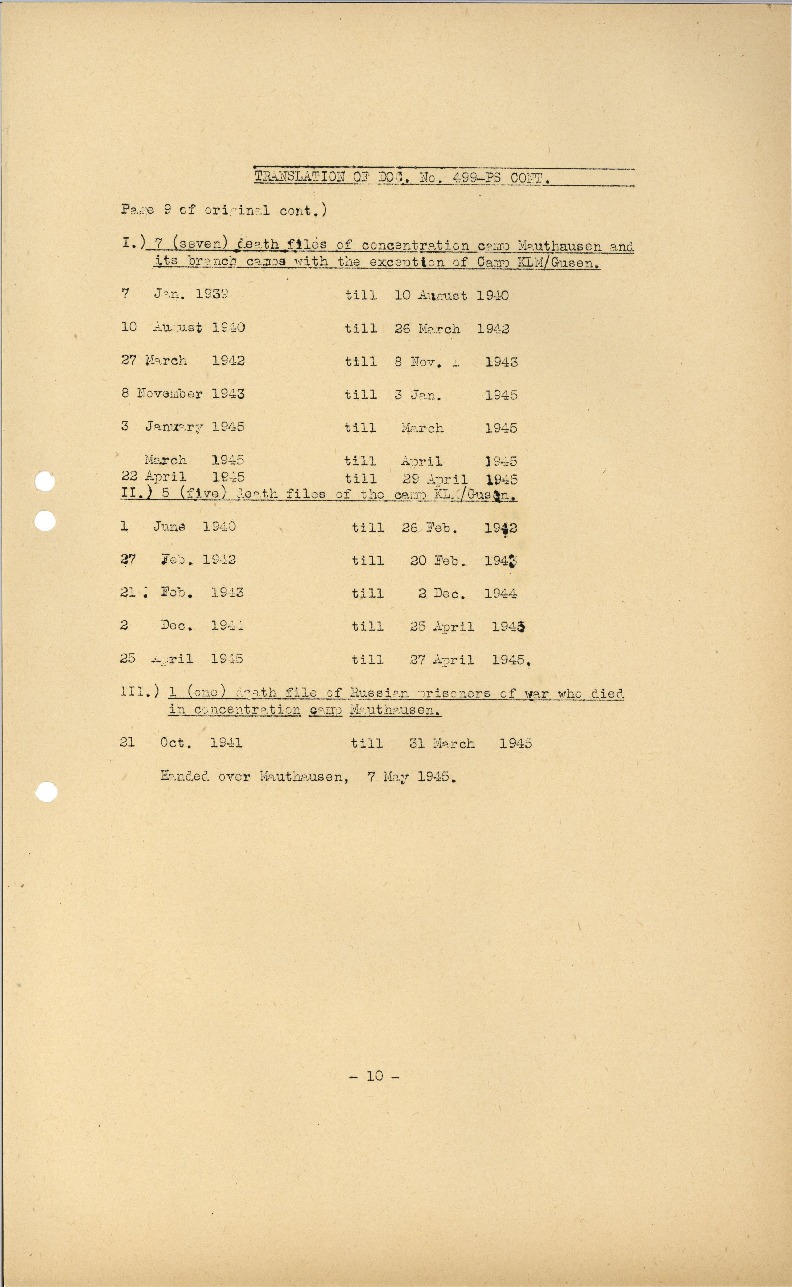 TRANSLATION OF DOC. No. 499-PS CONT.
Page 9 of original cont.)
I.) 7 (seven) death files of concentration camp Mauthausen and
its branch camps with the exception of Camp KLM/Gusen.
7 Jan. 1939 till 10 August 1940
10 August 1940 till 26 March 1942
27 March 1942 till 8 Nov. 1943
8 November 1943 till 3 Jan. 1945
3 January 1945 till March 1945
March 1945 till April 1945
22 April 1945 till 29 April 1945
II.) 5 (five) death files of the camp KLM/Gusen.
1 June 1940 till 26 Feb. 1942
27 Feb. 1942 till 20 Feb. 1943
21 Feb. 1943 till 2 Dec. 1944
2 Dec. 1944 till 25 April 1945
25 April 1945 till 27 April 1945.
III.) 1 (one) death file of Russian prisoners of war who died
in concentration camp Mauthausen.
21 Oct. 1941 till 31 March 1945
Handed over Mauthausen, 7 May 1945.
- 10 -